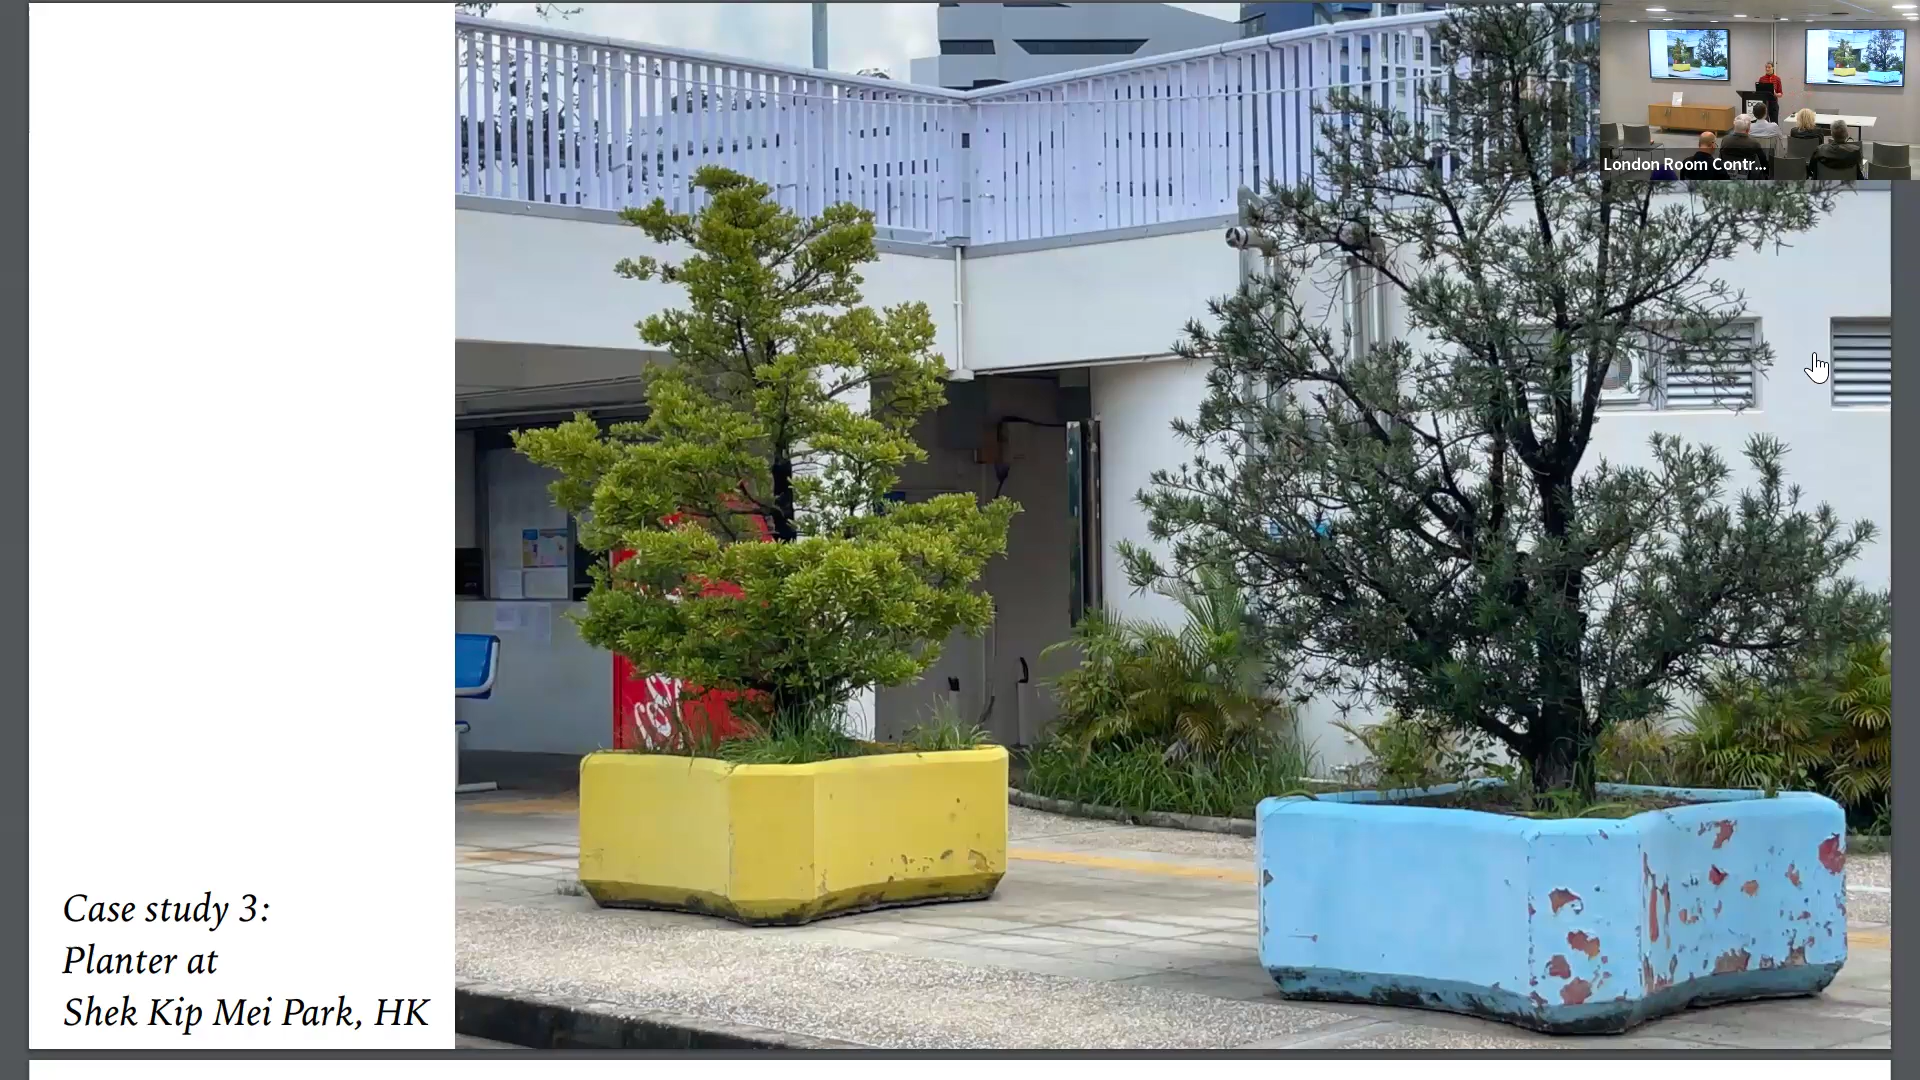 London Room Contr...
Case study 3:
Planter at
Shek Kip Mei Park, HK